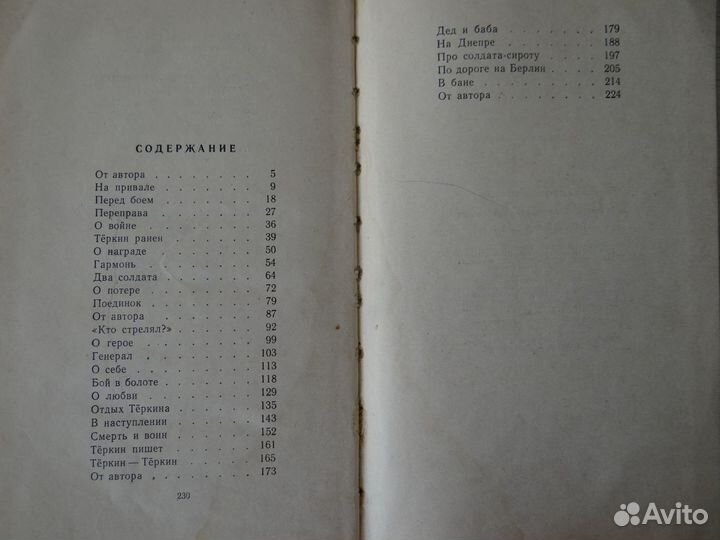 СОДЕРЖАНИЕ
От автора . . . . . . . . 5
На привале . . . . . . . 9
Перед боем . . . . . . . 18
Переправа . . . . . . . 27
О войне . . . . . . . . 36
Тёркин ранен . . . . . . 39
О награде . . . . . . . 50
Гармонь . . . . . . . . 54
Два солдата . . . . . . . 64
О потере . . . . . . . . 72
Поединок . . . . . . . . 79
От автора . . . . . . . . 87
«Кто стрелял?» . . . . . . 92
О герое . . . . . . . . 99
Генерал . . . . . . . . 103
О себе . . . . . . . . 113
Бой в болоте . . . . . . 118
О любви . . . . . . . . 129
Отдых Тёркина . . . . . . 135
В наступлении . . . . . . 143
Смерть и воин . . . . . . 152
Тёркин пишет . . . . . . 161
Тёркин — Тёркин . . . . . 165
От автора . . . . . . . . 173
230
Дед и баба . . . . . . . 179
На Днепре . . . . . . . 188
Про солдата-сироту . . . . 197
По дороге на Берлин . . . . 205
В бане . . . . . . . . 214
От автора . . . . . . . . 224
Avito